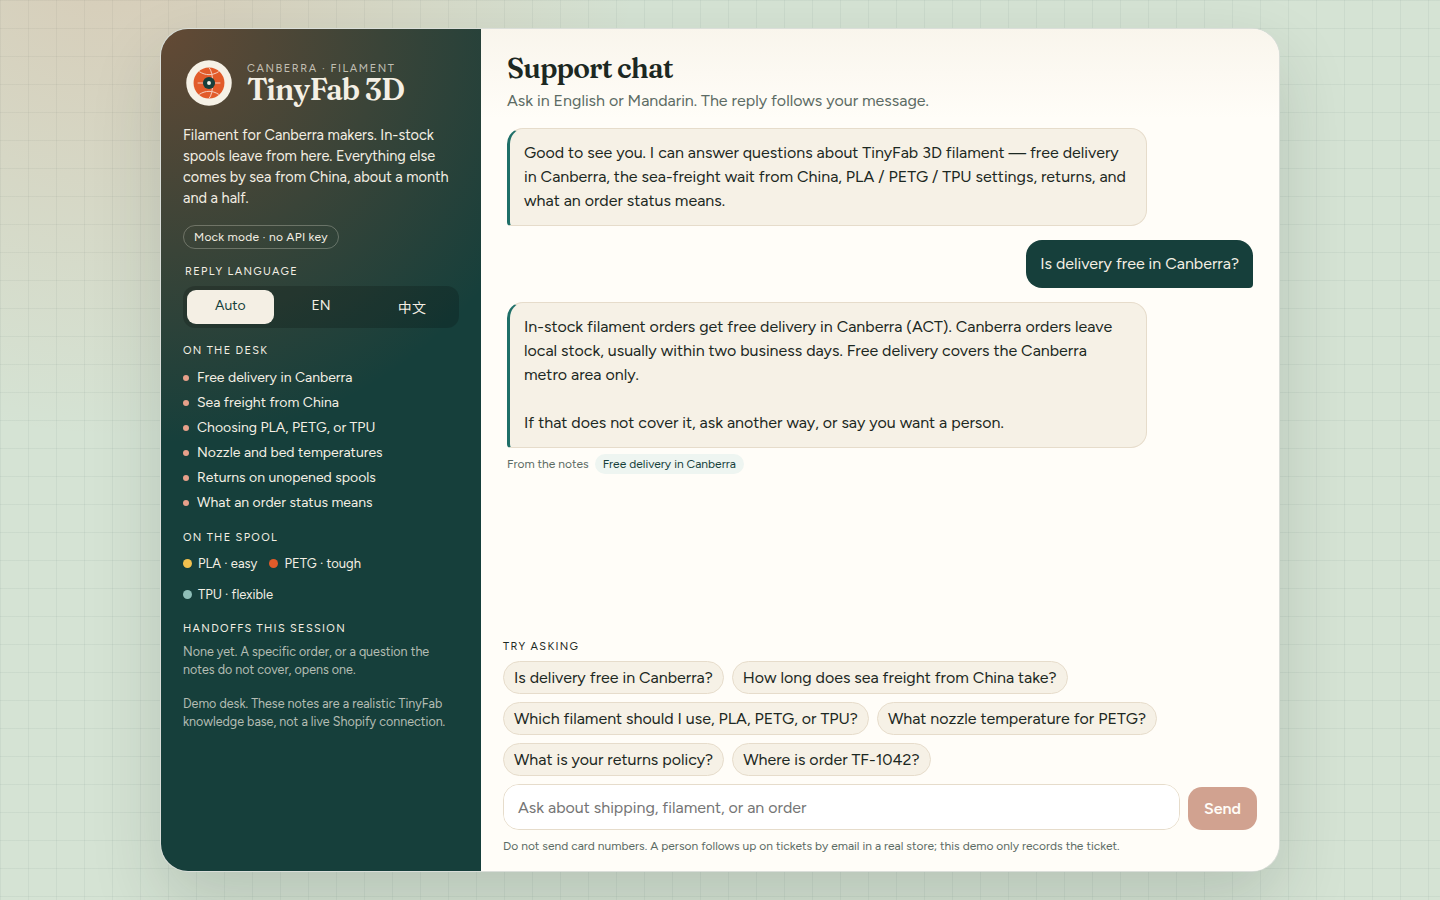 CANBERRA · FILAMENT
TinyFab 3D
Filament for Canberra makers. In-stock
spools leave from here. Everything else
comes by sea from China, about a month
and a half.
Mock mode · no API key
REPLY LANGUAGE
Auto EN 中文
ON THE DESK
Free delivery in Canberra
Sea freight from China
Choosing PLA, PETG, or TPU
Nozzle and bed temperatures
Returns on unopened spools
What an order status means
ON THE SPOOL
PLA · easy PETG · tough
TPU · flexible
HANDOFFS THIS SESSION
None yet. A specific order, or a question the
notes do not cover, opens one.
Demo desk. These notes are a realistic TinyFab
knowledge base, not a live Shopify connection.
Support chat
Ask in English or Mandarin. The reply follows your message.
Good to see you. I can answer questions about TinyFab 3D filament — free delivery
in Canberra, the sea-freight wait from China, PLA / PETG / TPU settings, returns, and
what an order status means.
Is delivery free in Canberra?
In-stock filament orders get free delivery in Canberra (ACT). Canberra orders leave
local stock, usually within two business days. Free delivery covers the Canberra
metro area only.
If that does not cover it, ask another way, or say you want a person.
From the notes Free delivery in Canberra
TRY ASKING
Is delivery free in Canberra? How long does sea freight from China take?
Which filament should I use, PLA, PETG, or TPU? What nozzle temperature for PETG?
What is your returns policy? Where is order TF-1042?
Ask about shipping, filament, or an order Send
Do not send card numbers. A person follows up on tickets by email in a real store; this demo only records the ticket.